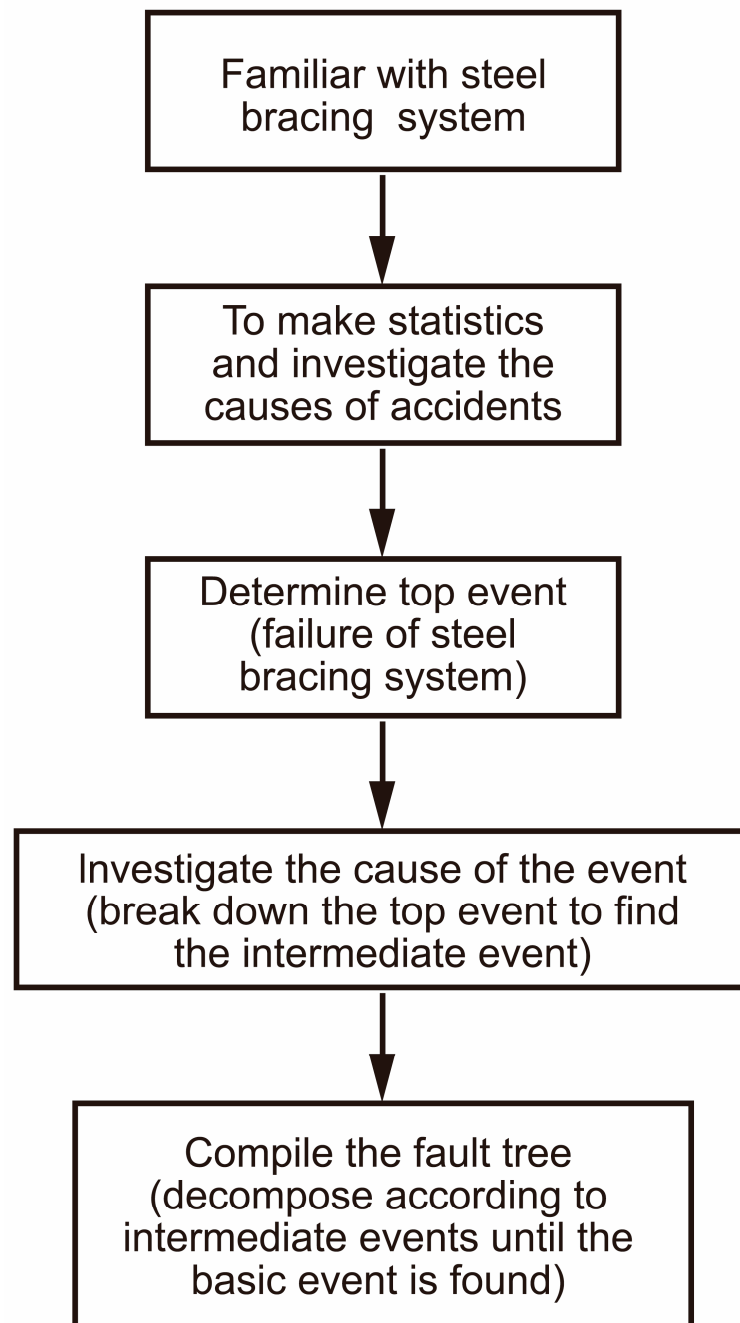 Familiar with steel
bracing system
To make statistics
and investigate the
causes of accidents
Determine top event
(failure of steel
bracing system)
Investigate the cause of the event
(break down the top event to find
the intermediate event)
Compile the fault tree
(decompose according to
intermediate events until the
basic event is found)